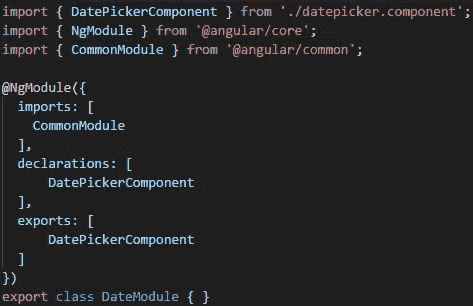 import { DatePickerComponent } from './datepicker.component';
import { NgModule } from '@angular/core';
import { CommonModule } from '@angular/common';

@NgModule({
  imports: [
    CommonModule
  ],
  declarations: [
      DatePickerComponent
  ],
  exports: [
      DatePickerComponent
  ]
})
export class DateModule { }